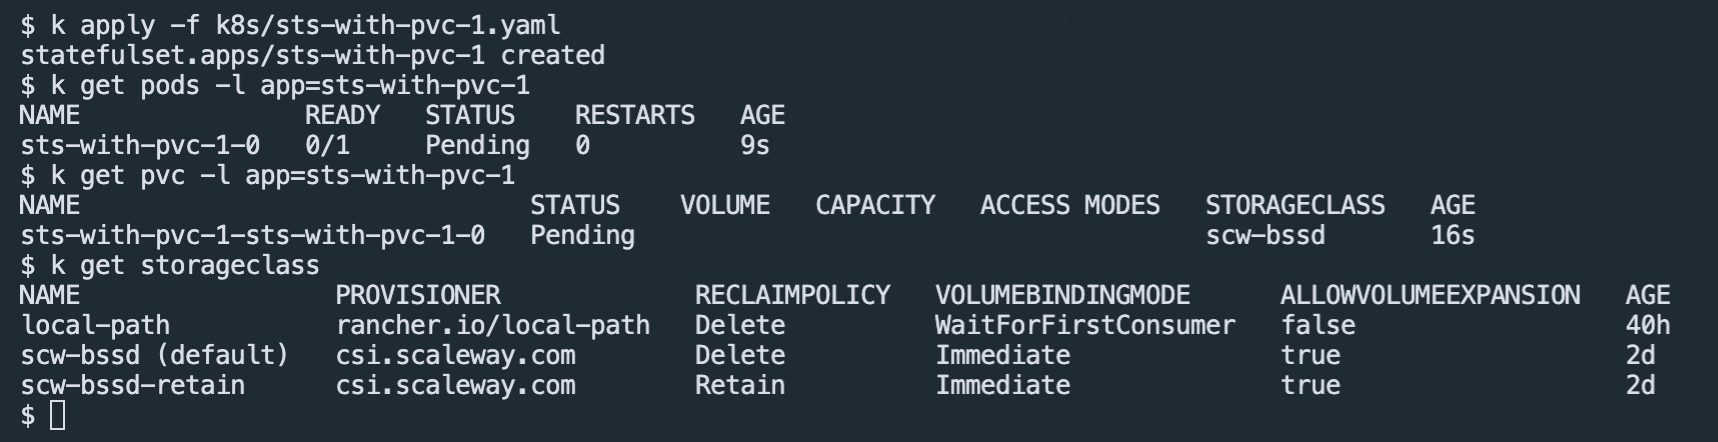 $ k apply -f k8s/sts-with-pvc-1.yaml
statefulset.apps/sts-with-pvc-1 created
$ k get pods -l app=sts-with-pvc-1
NAME               READY   STATUS    RESTARTS   AGE
sts-with-pvc-1-0   0/1     Pending   0          9s
$ k get pvc -l app=sts-with-pvc-1
NAME                              STATUS    VOLUME   CAPACITY   ACCESS MODES   STORAGECLASS   AGE
sts-with-pvc-1-sts-with-pvc-1-0   Pending                                      scw-bssd       16s
$ k get storageclass
NAME                 PROVISIONER             RECLAIMPOLICY   VOLUMEBINDINGMODE      ALLOWVOLUMEEXPANSION   AGE
local-path           rancher.io/local-path   Delete          WaitForFirstConsumer   false                  40h
scw-bssd (default)   csi.scaleway.com        Delete          Immediate              true                   2d
scw-bssd-retain      csi.scaleway.com        Retain          Immediate              true                   2d
$